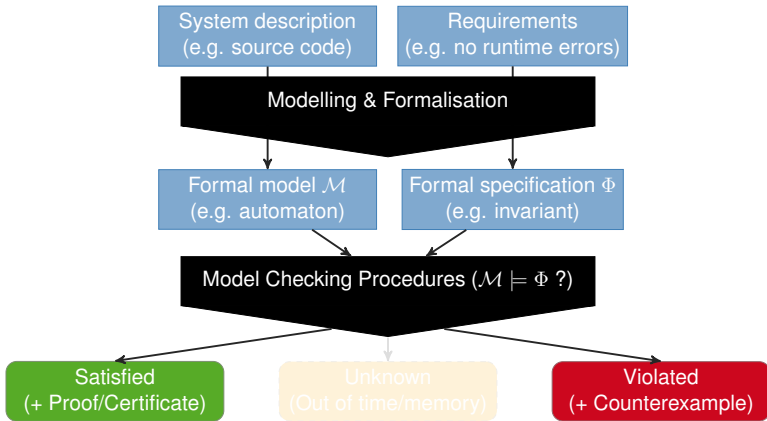 System description
(e.g. source code)
Requirements
(e.g. no runtime errors)
Modelling & Formalisation
Formal model ℳ
(e.g. automaton)
Formal specification Φ
(e.g. invariant)
Model Checking Procedures (ℳ ⊨ Φ ?)
Satisfied
(+ Proof/Certificate)
Unknown
(Out of time/memory)
Violated
(+ Counterexample)